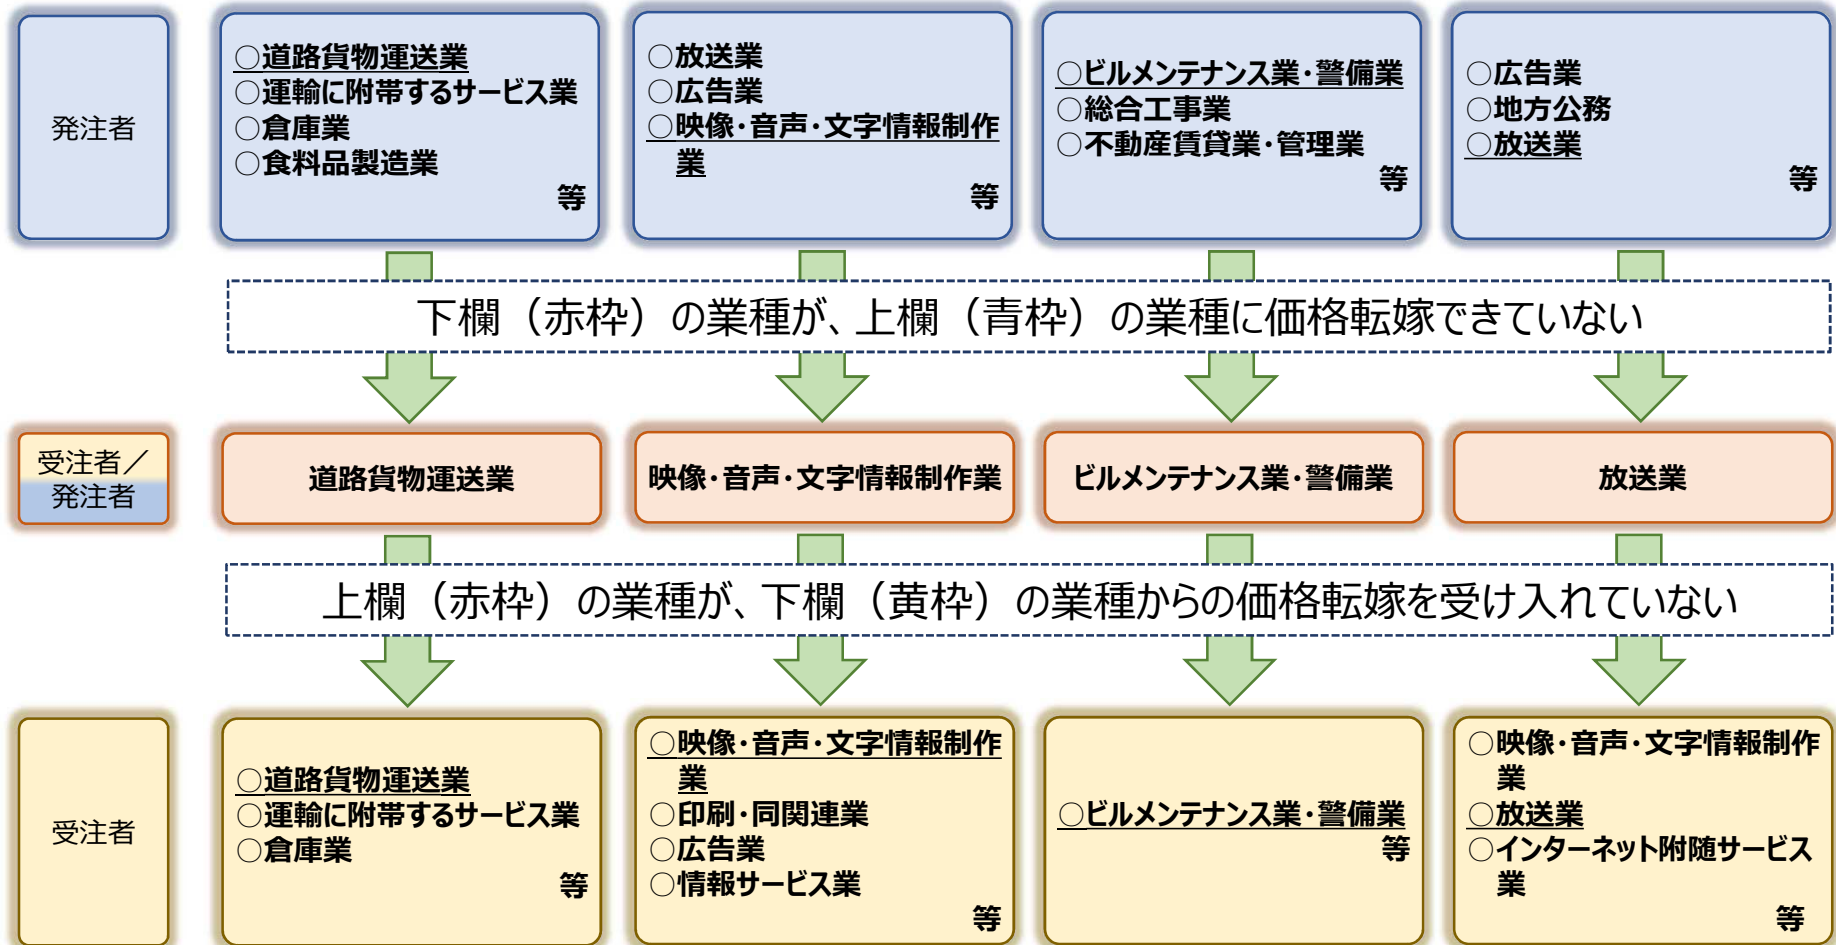 発注者
○道路貨物運送業
○運輸に附帯するサービス業
○倉庫業
○食料品製造業
等
○放送業
○広告業
○映像・音声・文字情報制作
業
等
○ビルメンテナンス業・警備業
○総合工事業
○不動産賃貸業・管理業
等
○広告業
○地方公務
○放送業
等
下欄（赤枠）の業種が、上欄（青枠）の業種に価格転嫁できていない
受注者／
発注者
道路貨物運送業
映像・音声・文字情報制作業
ビルメンテナンス業・警備業
放送業
上欄（赤枠）の業種が、下欄（黄枠）の業種からの価格転嫁を受け入れていない
受注者
○道路貨物運送業
○運輸に附帯するサービス業
○倉庫業
等
○映像・音声・文字情報制作
業
○印刷・同関連業
○広告業
○情報サービス業
等
○ビルメンテナンス業・警備業
等
○映像・音声・文字情報制作
業
○放送業
○インターネット附随サービス
業
等